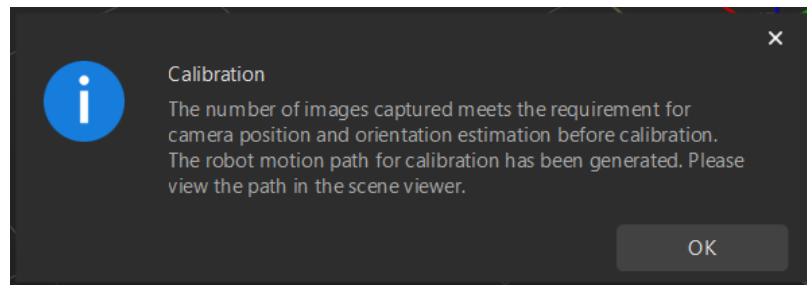 Calibration
The number of images captured meets the requirement for
camera position and orientation estimation before calibration.
The robot motion path for calibration has been generated. Please
view the path in the scene viewer.
OK